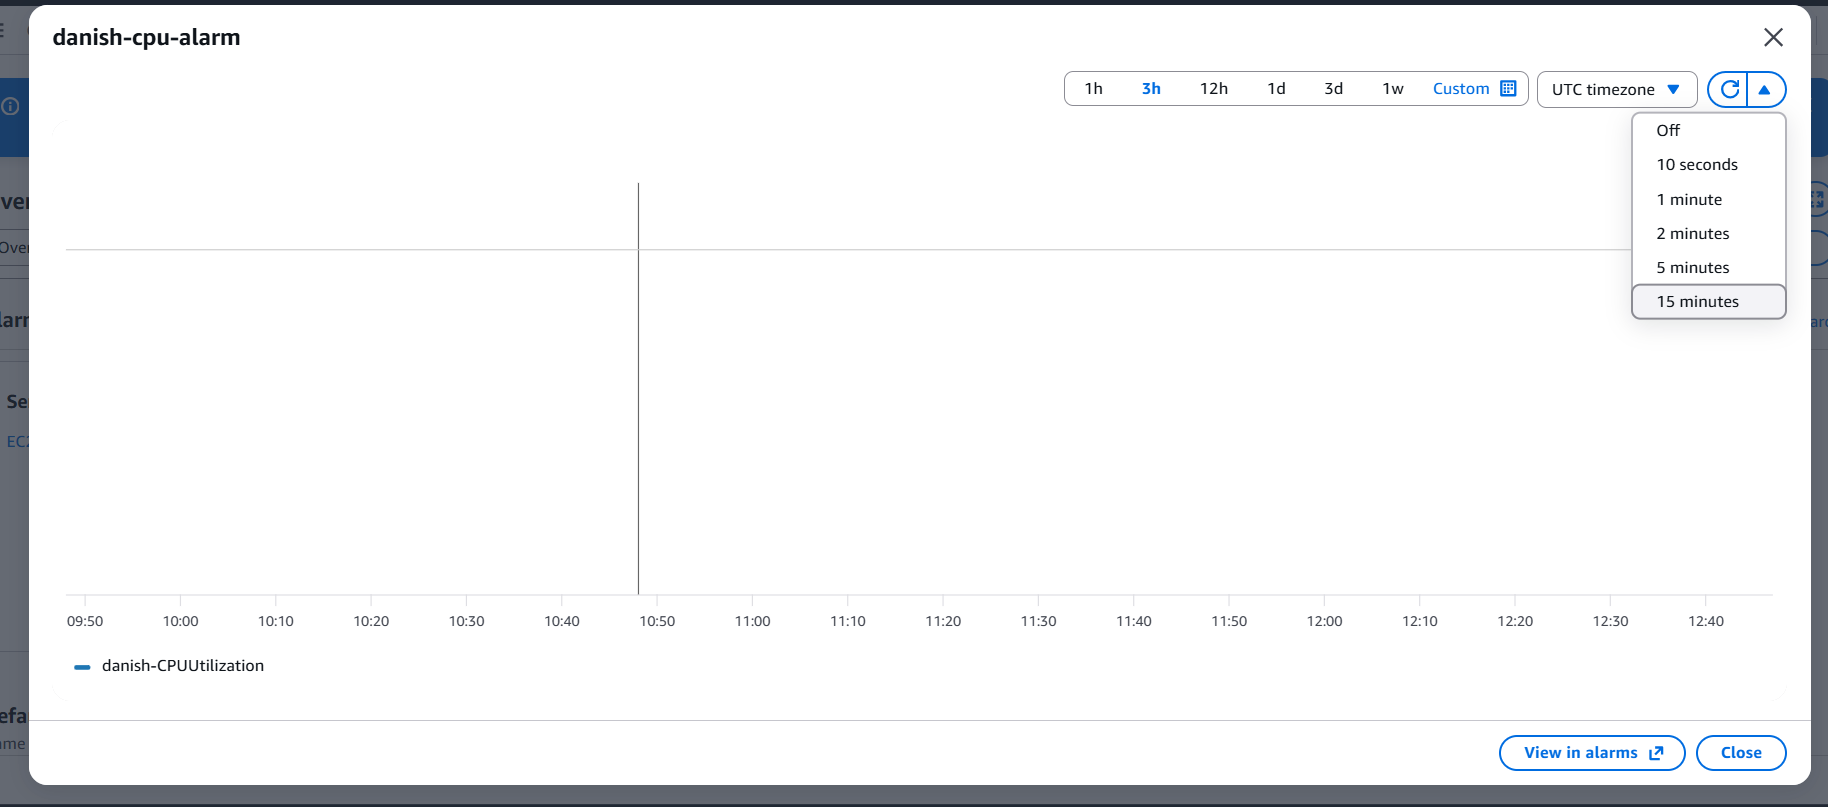 danish-cpu-alarm
1h 3h 12h 1d 3d 1w Custom UTC timezone
Off
10 seconds
1 minute
2 minutes
5 minutes
15 minutes
09:50 10:00 10:10 10:20 10:30 10:40 10:50 11:00 11:10 11:20 11:30 11:40 11:50 12:00 12:10 12:20 12:30 12:40
danish-CPUUtilization
View in alarms Close